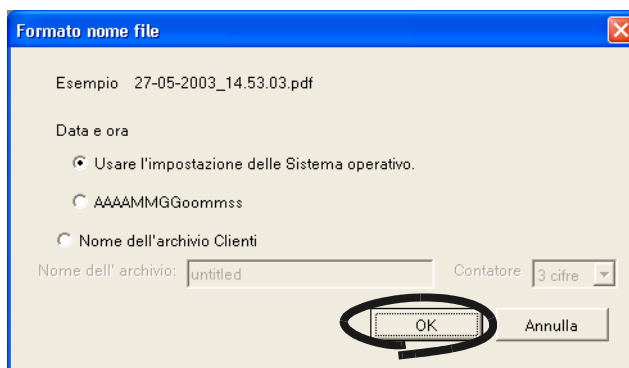 Formato nome file
Esempio 27-05-2003_14.53.03.pdf
Data e ora
Usare l'impostazione delle Sistema operativo.
AAAAMMGGoommss
Nome dell'archivio Clienti
Nome dell' archivio: untitled Contatore 3 cifre
OK Annulla